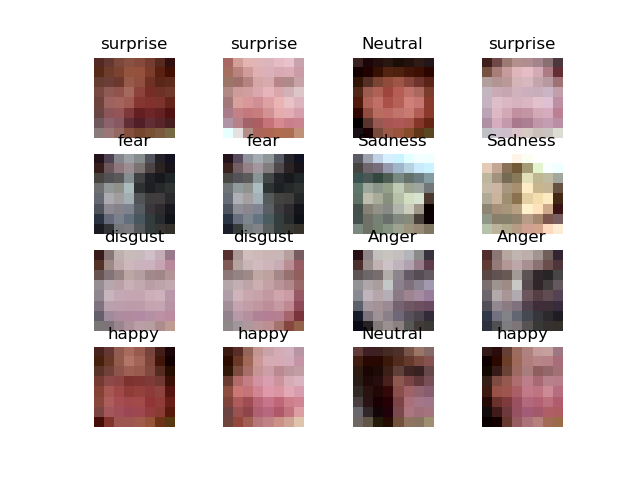 surprise surprise Neutral surprise
fear fear Sadness Sadness
disgust disgust Anger Anger
happy happy Neutral happy